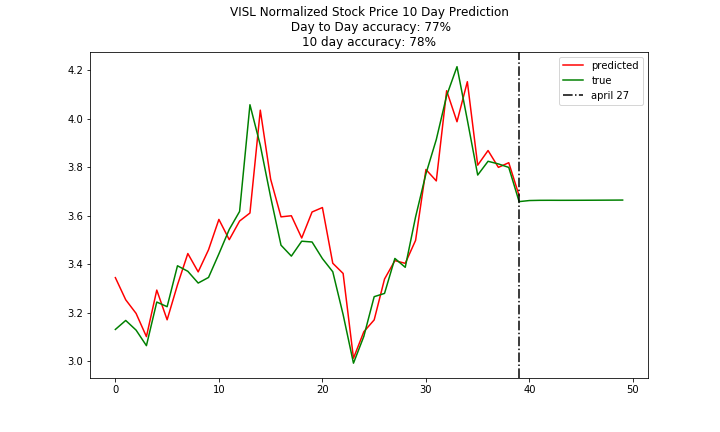 VISL Normalized Stock Price 10 Day Prediction
Day to Day accuracy: 77%
10 day accuracy: 78%
predicted
true
april 27
4.2
4.0
3.8
3.6
3.4
3.2
3.0
0 10 20 30 40 50